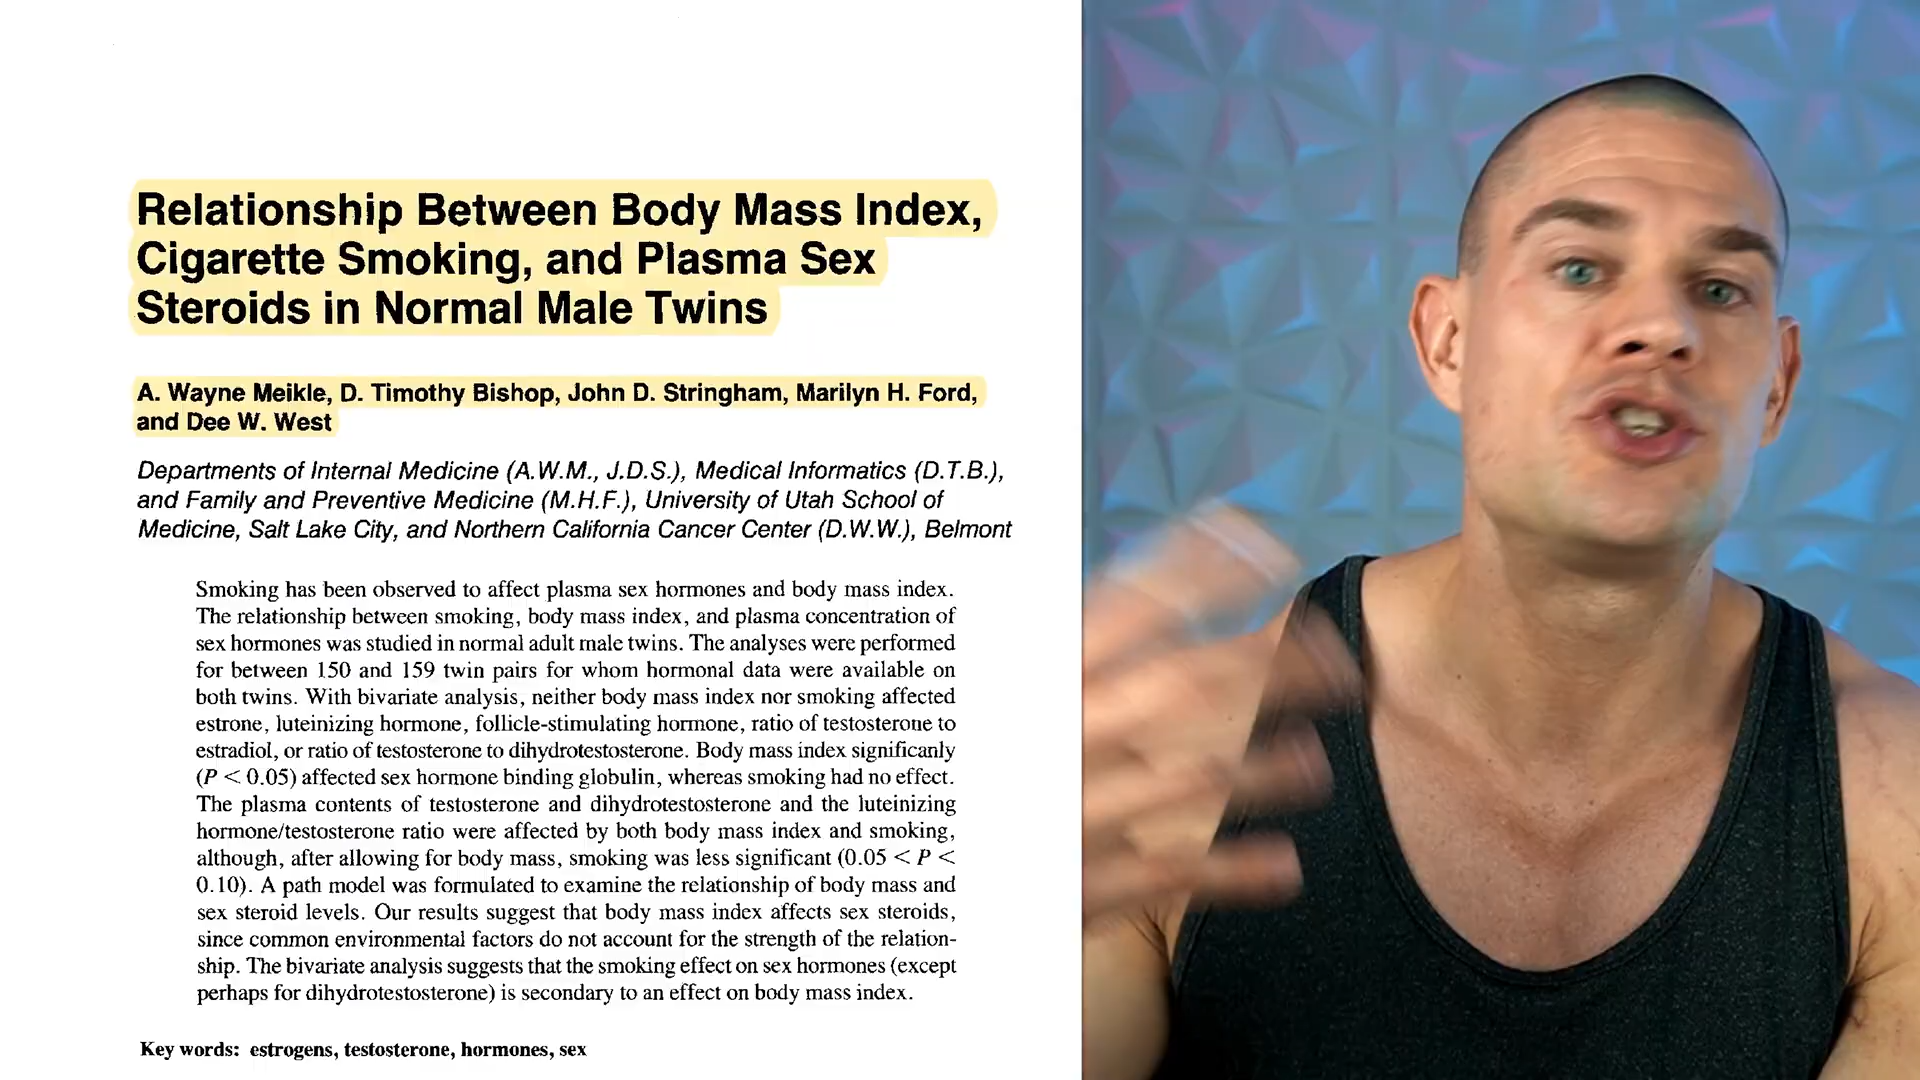 Relationship Between Body Mass Index,
Cigarette Smoking, and Plasma Sex
Steroids in Normal Male Twins
A. Wayne Meikle, D. Timothy Bishop, John D. Stringham, Marilyn H. Ford,
and Dee W. West
Departments of Internal Medicine (A.W.M., J.D.S.), Medical Informatics (D.T.B.),
and Family and Preventive Medicine (M.H.F.), University of Utah School of
Medicine, Salt Lake City, and Northern California Cancer Center (D.W.W.), Belmont
Smoking has been observed to affect plasma sex hormones and body mass index.
The relationship between smoking, body mass index, and plasma concentration of
sex hormones was studied in normal adult male twins. The analyses were performed
for between 150 and 159 twin pairs for whom hormonal data were available on
both twins. With bivariate analysis, neither body mass index nor smoking affected
estrone, luteinizing hormone, follicle-stimulating hormone, ratio of testosterone to
estradiol, or ratio of testosterone to dihydrotestosterone. Body mass index significanly
(P < 0.05) affected sex hormone binding globulin, whereas smoking had no effect.
The plasma contents of testosterone and dihydrotestosterone and the luteinizing
hormone/testosterone ratio were affected by both body mass index and smoking,
although, after allowing for body mass, smoking was less significant (0.05 < P <
0.10). A path model was formulated to examine the relationship of body mass and
sex steroid levels. Our results suggest that body mass index affects sex steroids,
since common environmental factors do not account for the strength of the relation-
ship. The bivariate analysis suggests that the smoking effect on sex hormones (except
perhaps for dihydrotestosterone) is secondary to an effect on body mass index.
Key words: estrogens, testosterone, hormones, sex